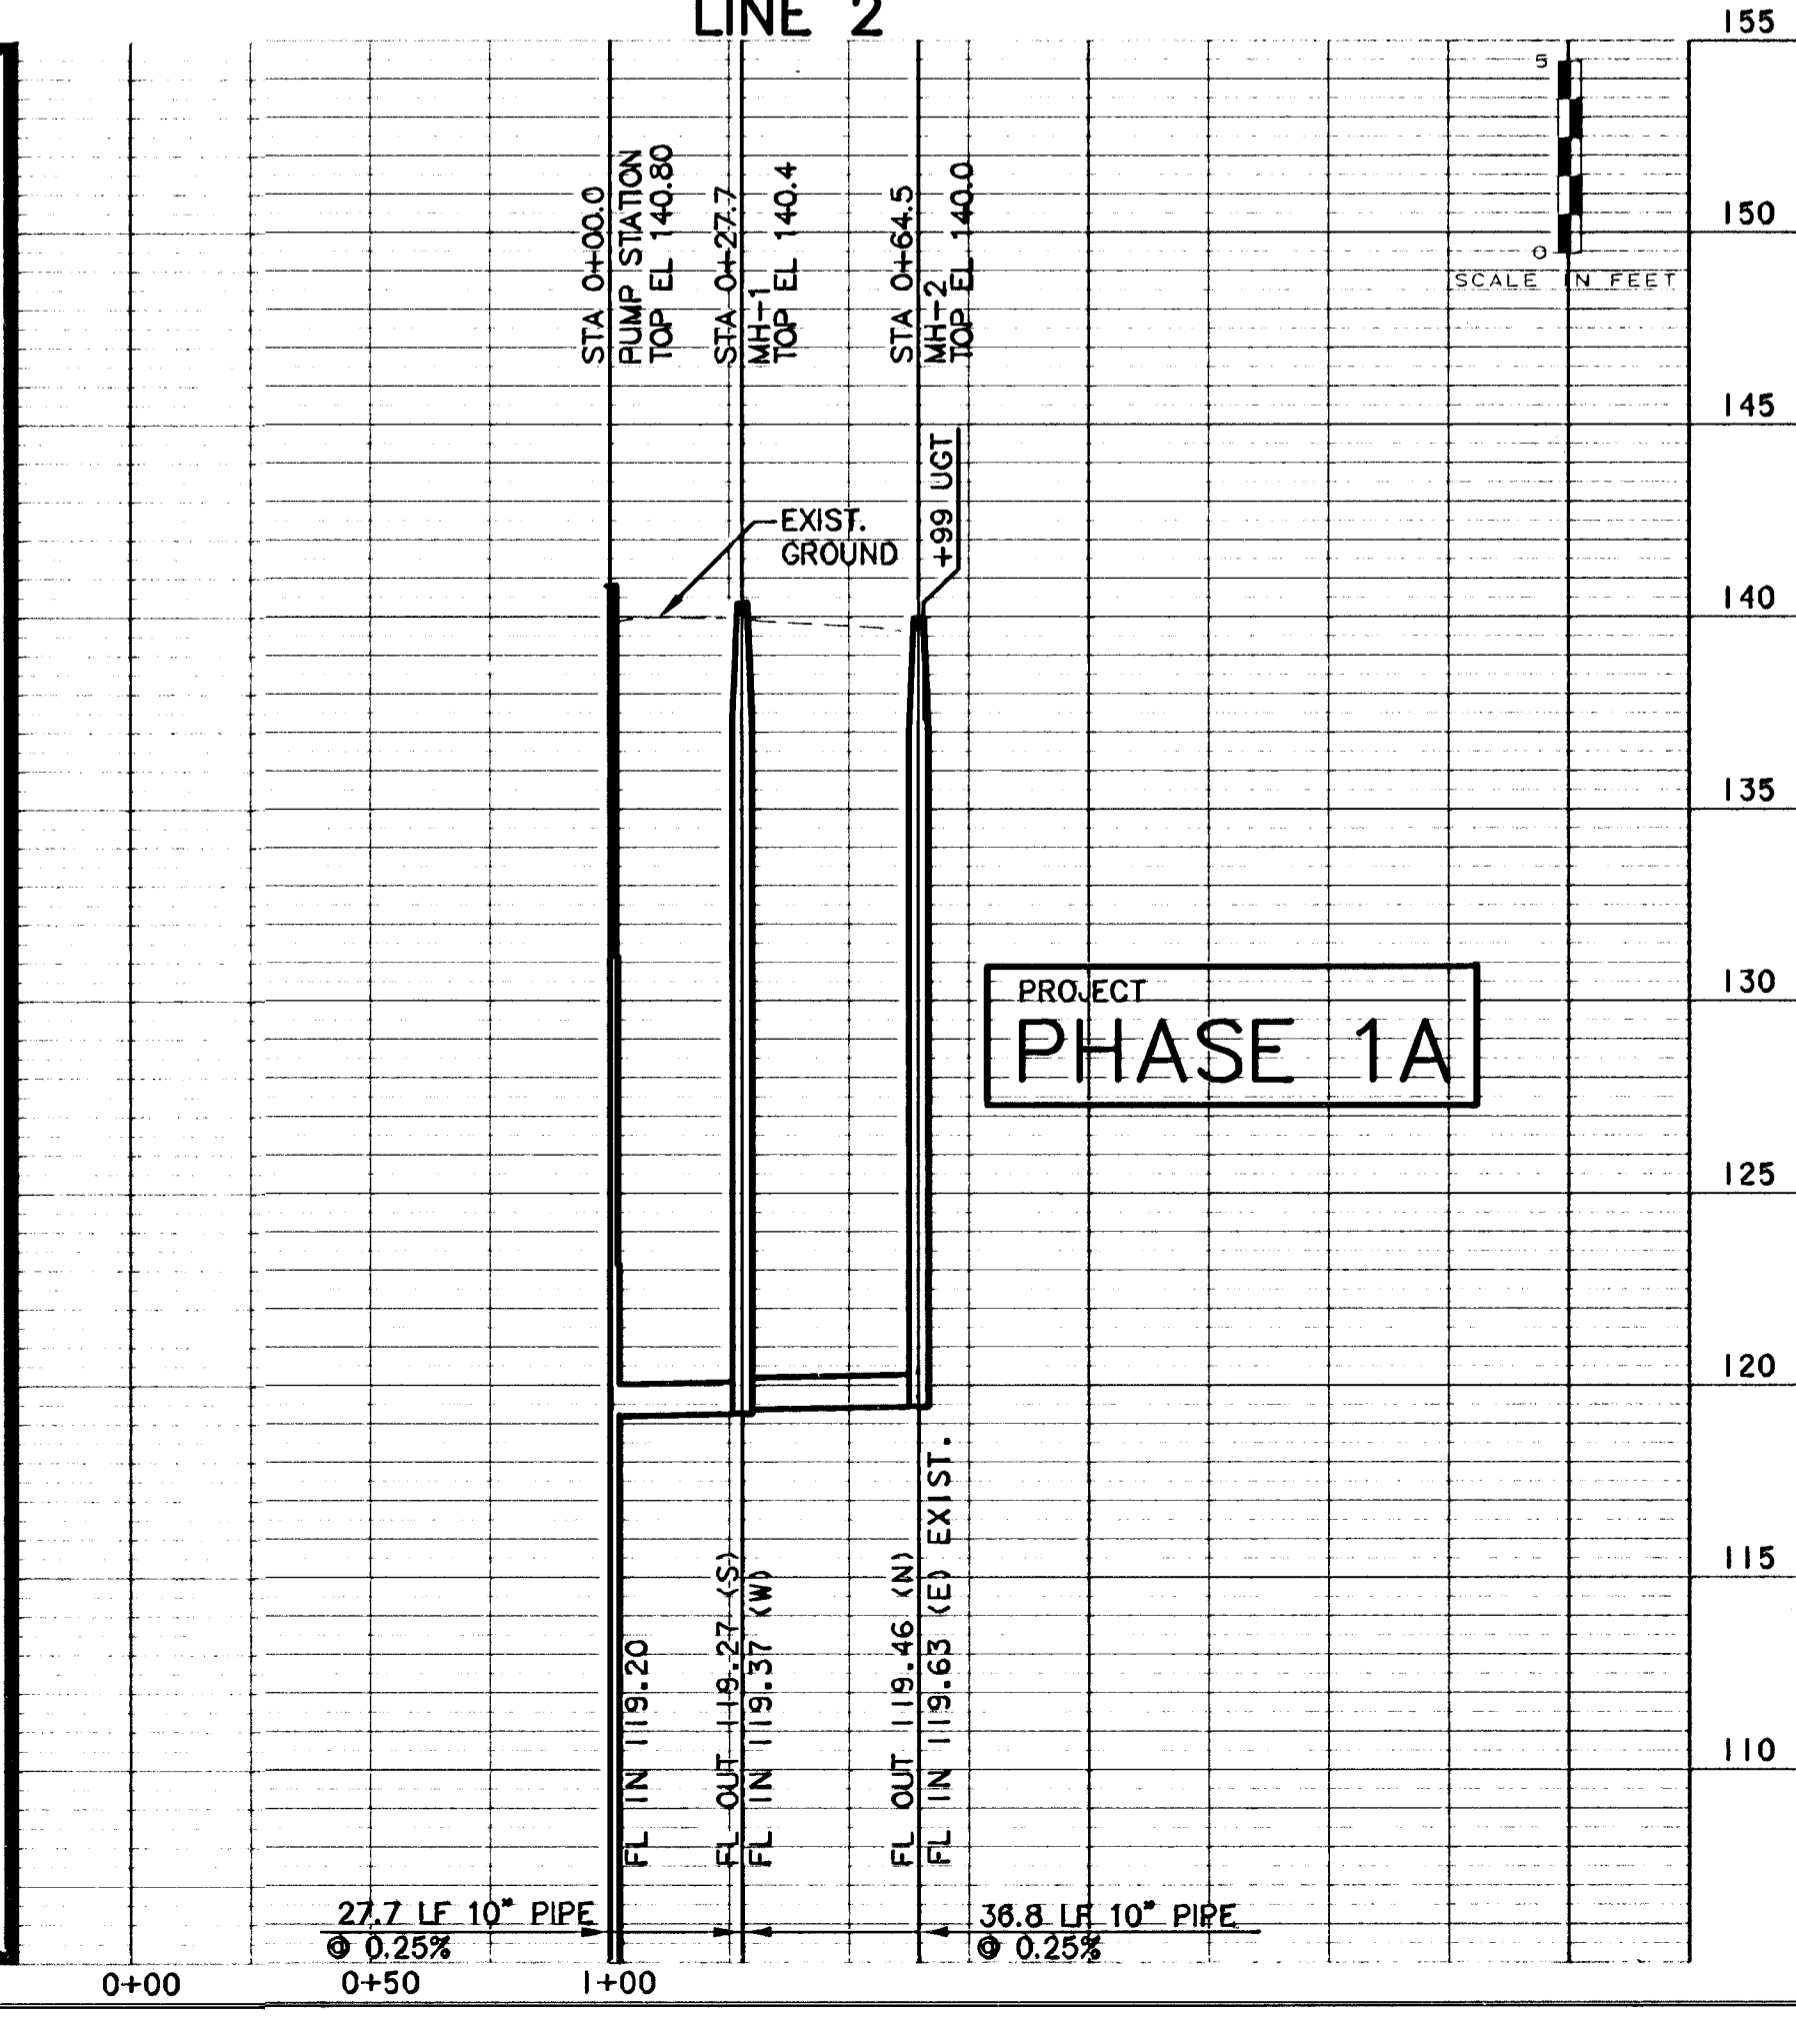 LINE 2
155
150
145
140
135
130
125
120
115
110
5
0
SCALE IN FEET
STA 0+00.0
PUMP STATION
TOP EL 140.80
STA 0+27.7
MH-1
TOP EL 140.4
STA 0+64.5
MH-2
TOP EL 140.0
+99 UGT
EXIST.
GROUND
PROJECT
PHASE 1A
FL IN 119.20
FL OUT 119.27 (S)
FL IN 119.37 (W)
FL OUT 119.46 (N)
FL IN 119.63 (E) EXIST.
27.7 LF 10" PIPE
@ 0.25%
36.8 LF 10" PIPE
@ 0.25%
0+00
0+50
1+00